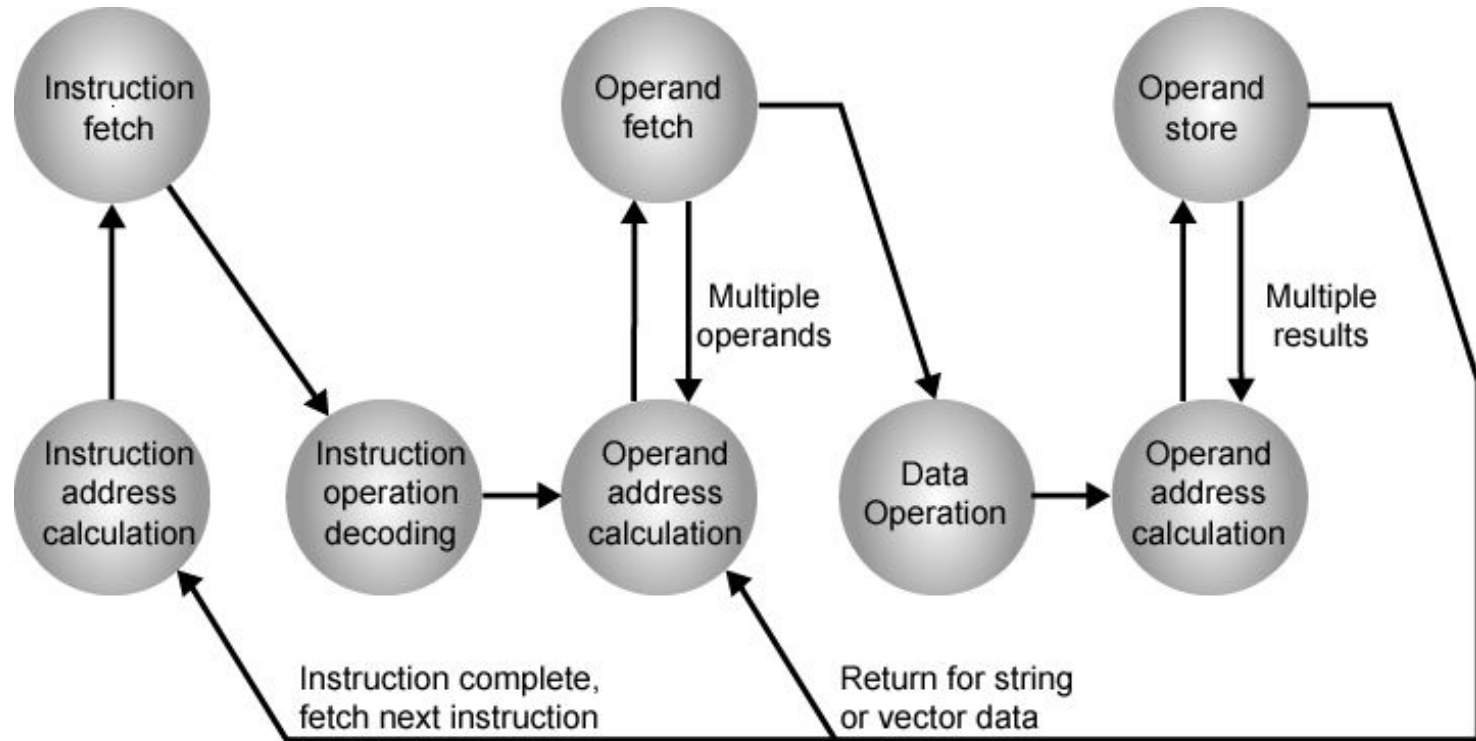 Instruction
fetch
Operand
fetch
Operand
store
Multiple
operands
Multiple
results
Instruction
address
calculation
Instruction
operation
decoding
Operand
address
calculation
Data
Operation
Operand
address
calculation
Instruction complete,
fetch next instruction
Return for string
or vector data